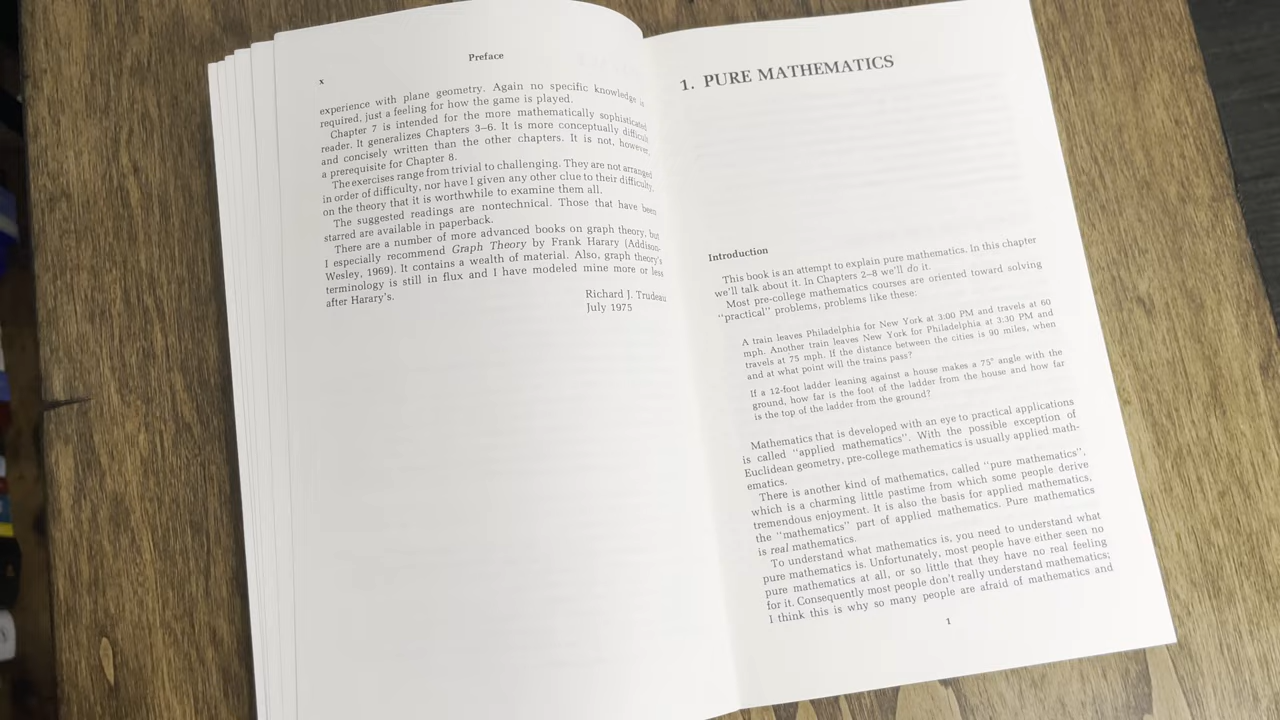 Preface
x
experience with plane geometry. Again no specific knowledge is
required, just a feeling for how the game is played.
Chapter 7 is intended for the more mathematically sophisticated
reader. It generalizes Chapters 3–6. It is more conceptually difficult
and concisely written than the other chapters. It is not, however,
a prerequisite for Chapter 8.
The exercises range from trivial to challenging. They are not arranged
in order of difficulty, nor have I given any other clue to their difficulty,
on the theory that it is worthwhile to examine them all.
The suggested readings are nontechnical. Those that have been
starred are available in paperback.
There are a number of more advanced books on graph theory, but
I especially recommend Graph Theory by Frank Harary (Addison-
Wesley, 1969). It contains a wealth of material. Also, graph theory's
terminology is still in flux and I have modeled mine more or less
after Harary's.
Richard J. Trudeau
July 1975
1. PURE MATHEMATICS
Introduction
This book is an attempt to explain pure mathematics. In this chapter
we'll talk about it. In Chapters 2–8 we'll do it.
Most pre-college mathematics courses are oriented toward solving
"practical" problems, problems like these:
A train leaves Philadelphia for New York at 3:00 PM and travels at 60
mph. Another train leaves New York for Philadelphia at 3:30 PM and
travels at 75 mph. If the distance between the cities is 90 miles, when
and at what point will the trains pass?
If a 12-foot ladder leaning against a house makes a 75° angle with the
ground, how far is the foot of the ladder from the house and how far
is the top of the ladder from the ground?
Mathematics that is developed with an eye to practical applications
is called "applied mathematics". With the possible exception of
Euclidean geometry, pre-college mathematics is usually applied math-
ematics.
There is another kind of mathematics, called "pure mathematics",
which is a charming little pastime from which some people derive
tremendous enjoyment. It is also the basis for applied mathematics,
the "mathematics" part of applied mathematics. Pure mathematics
is real mathematics.
To understand what mathematics is, you need to understand what
pure mathematics is. Unfortunately, most people have either seen no
pure mathematics at all, or so little that they have no real feeling
for it. Consequently most people don't really understand mathematics;
I think this is why so many people are afraid of mathematics and
1